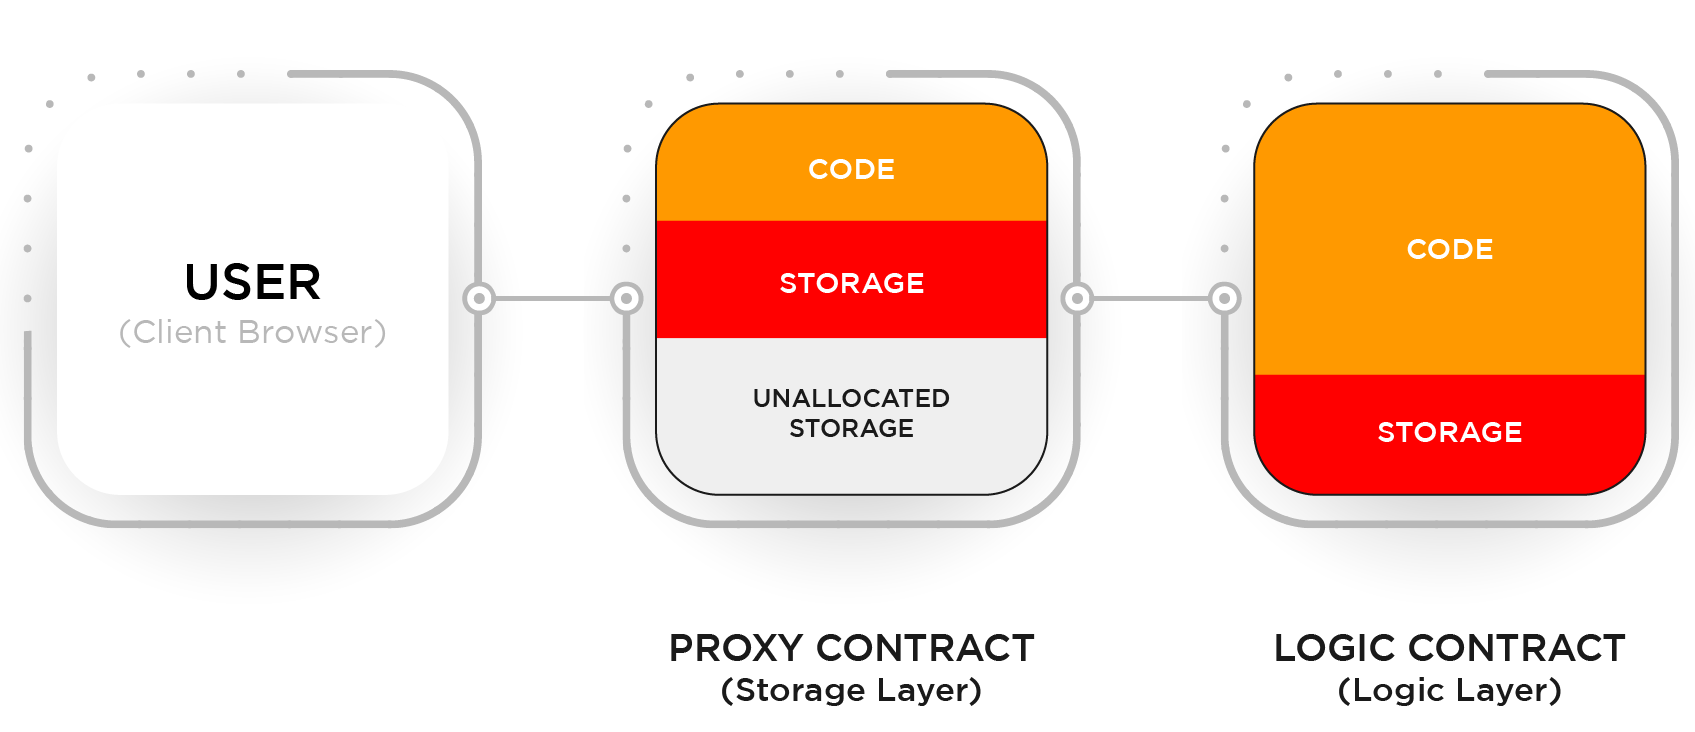 USER
(Client Browser)
CODE
STORAGE
UNALLOCATED
STORAGE
PROXY CONTRACT
(Storage Layer)
CODE
STORAGE
LOGIC CONTRACT
(Logic Layer)